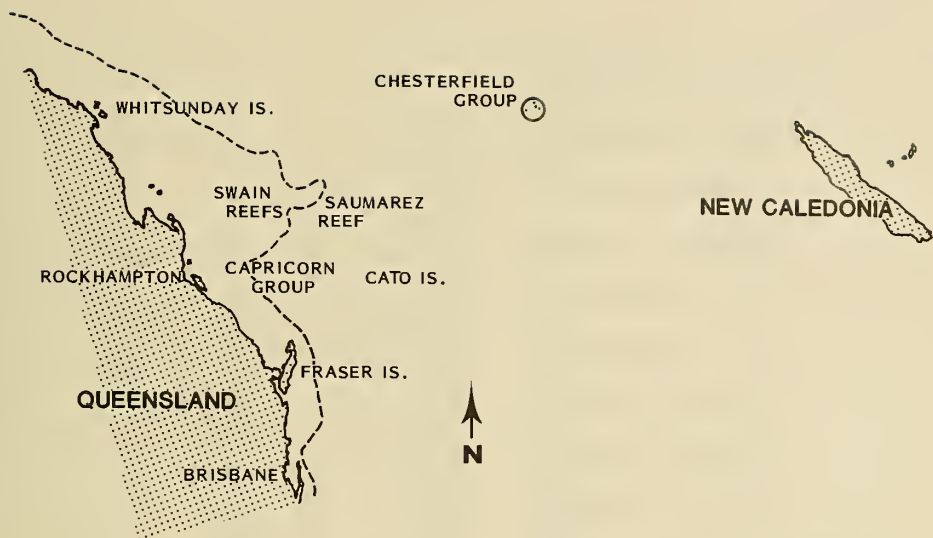 CHESTERFIELD
GROUP
WHITSUNDAY IS.
SWAIN
REEFS
SAUMAREZ
REEF
NEW CALEDONIA
CAPRICORN
GROUP
ROCKHAMPTON
CATO IS.
FRASER IS.
QUEENSLAND
N
BRISBANE